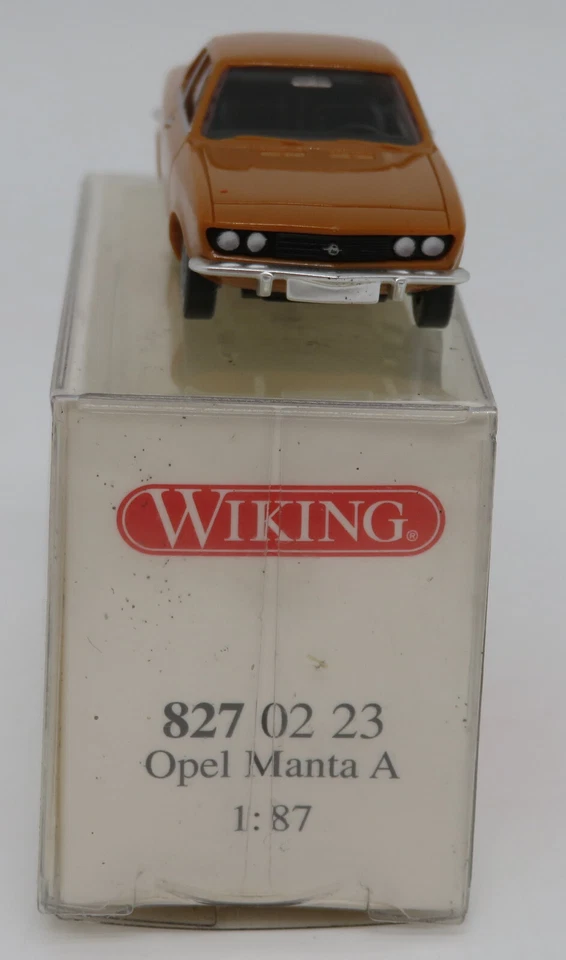 WIKING®
827 02 23
Opel Manta A
1:87